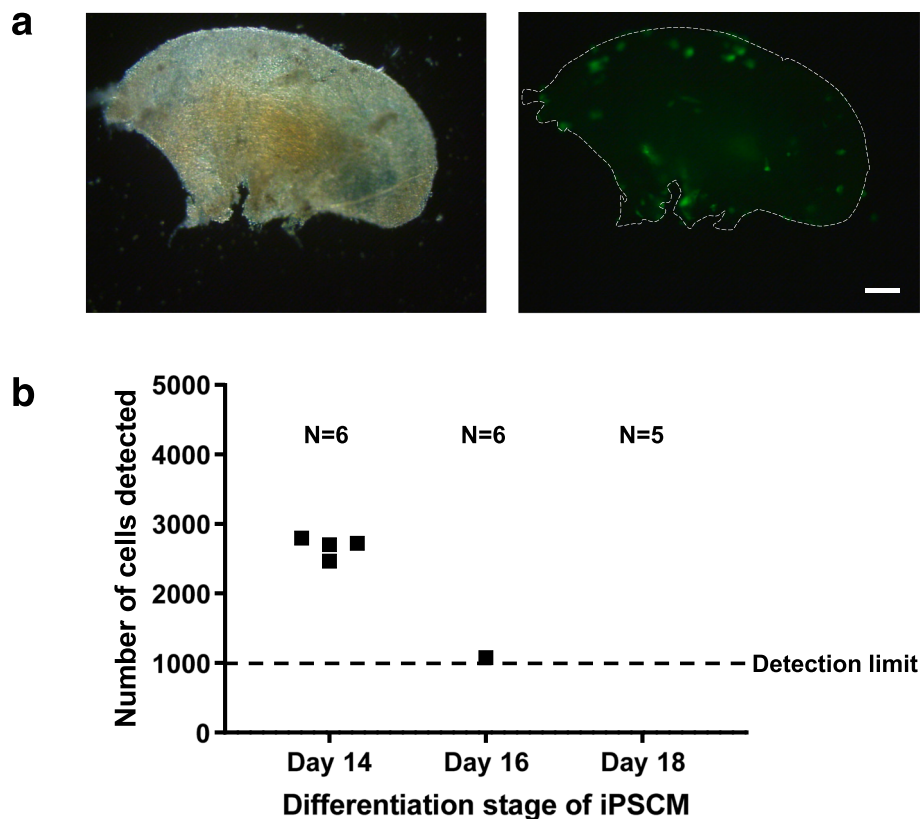 a
b
5000
4000
3000
2000
1000
0
Number of cells detected
N=6 N=6 N=5
Detection limit
Day 14 Day 16 Day 18
Differentiation stage of iPSCM